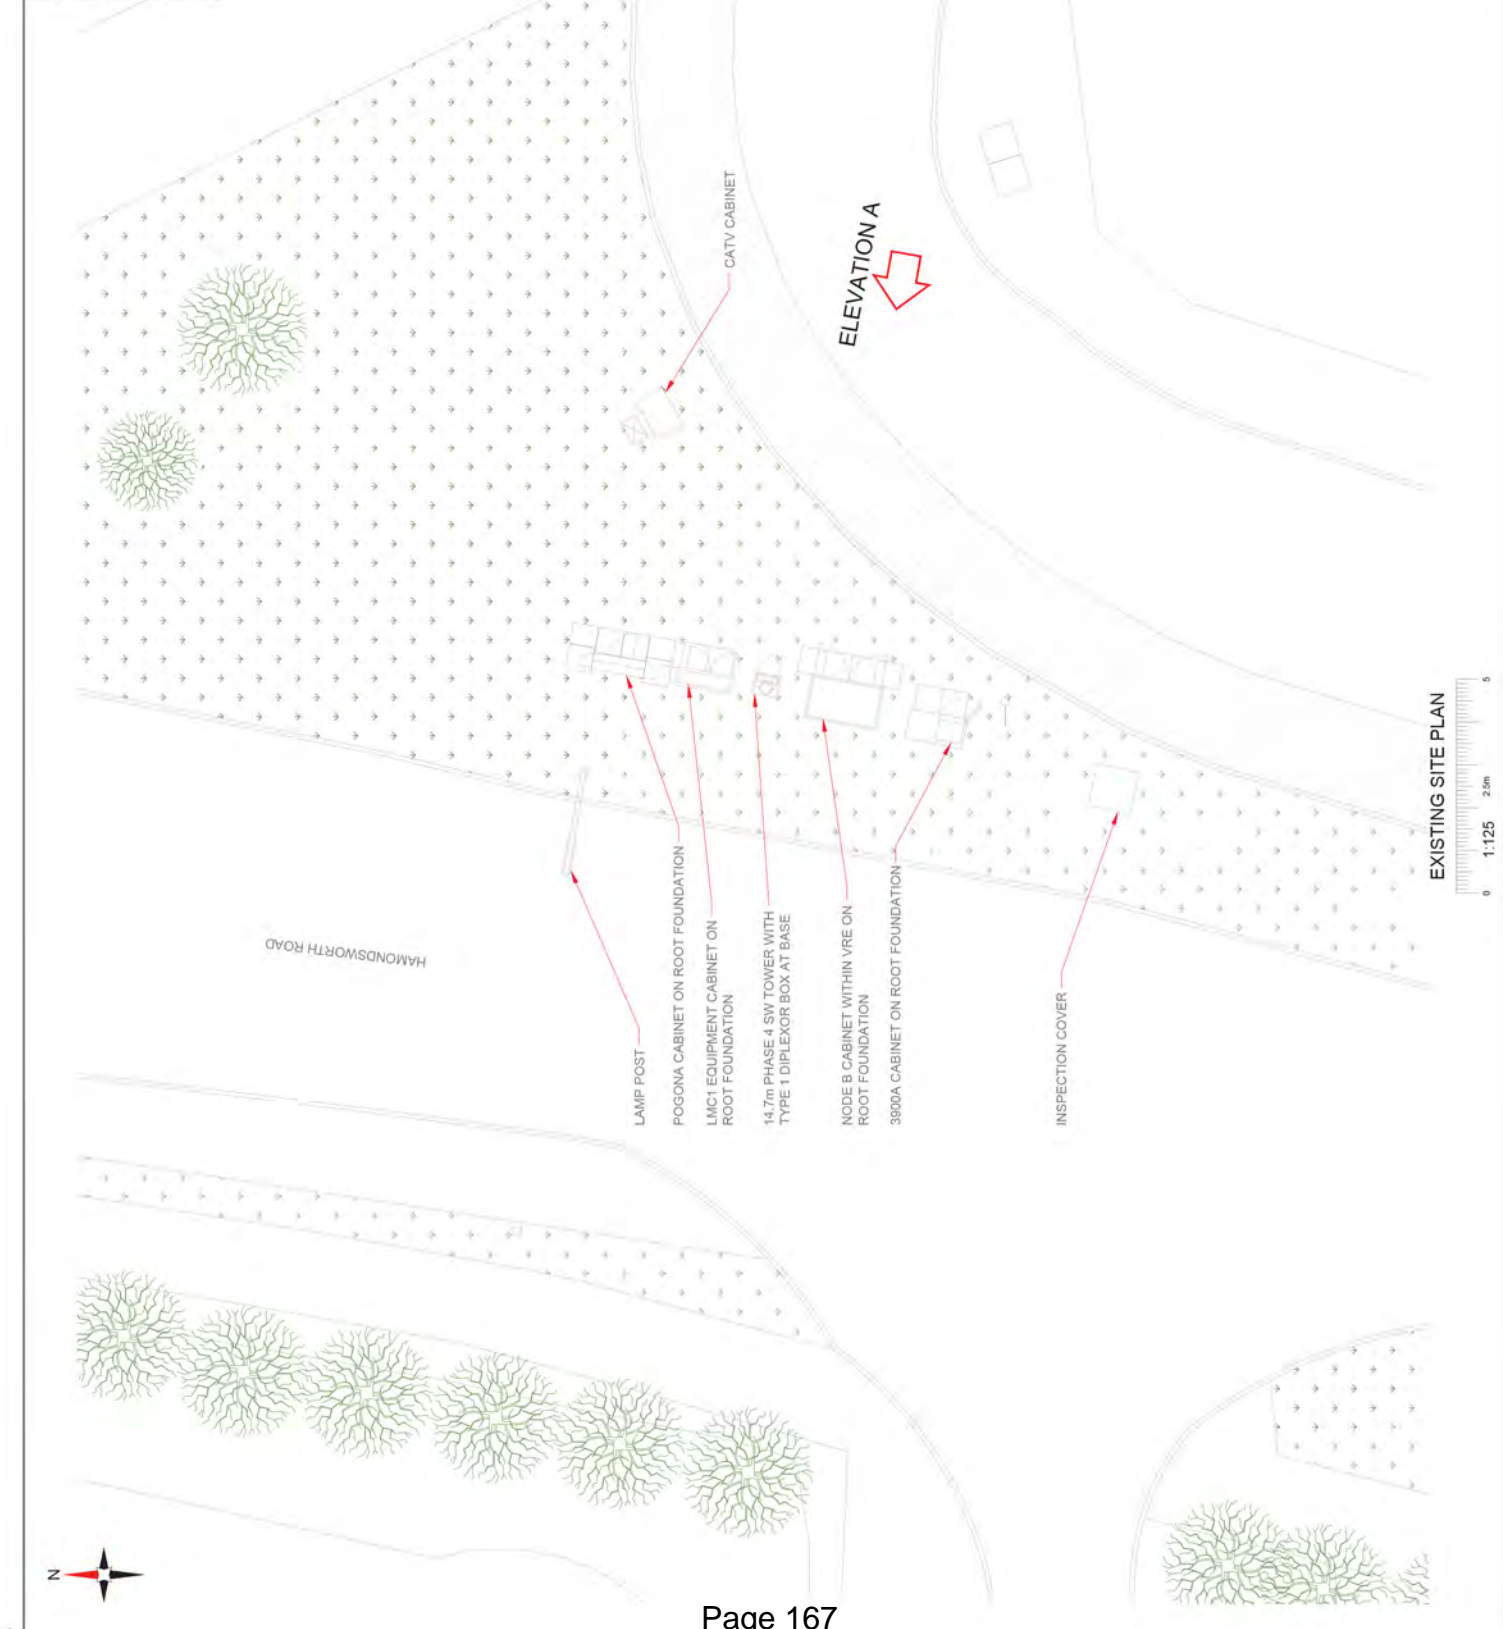 CATV CABINET
ELEVATION A
HAMONDSWORTH ROAD
LAMP POST
POGONA CABINET ON ROOT FOUNDATION
LMC1 EQUIPMENT CABINET ON
ROOT FOUNDATION
14.7m PHASE 4 SW TOWER WITH
TYPE 1 DIPLEXOR BOX AT BASE
NODE B CABINET WITHIN VRE ON
ROOT FOUNDATION
3900A CABINET ON ROOT FOUNDATION
INSPECTION COVER
EXISTING SITE PLAN
0 2.5m 5
1:125
N
Page 167